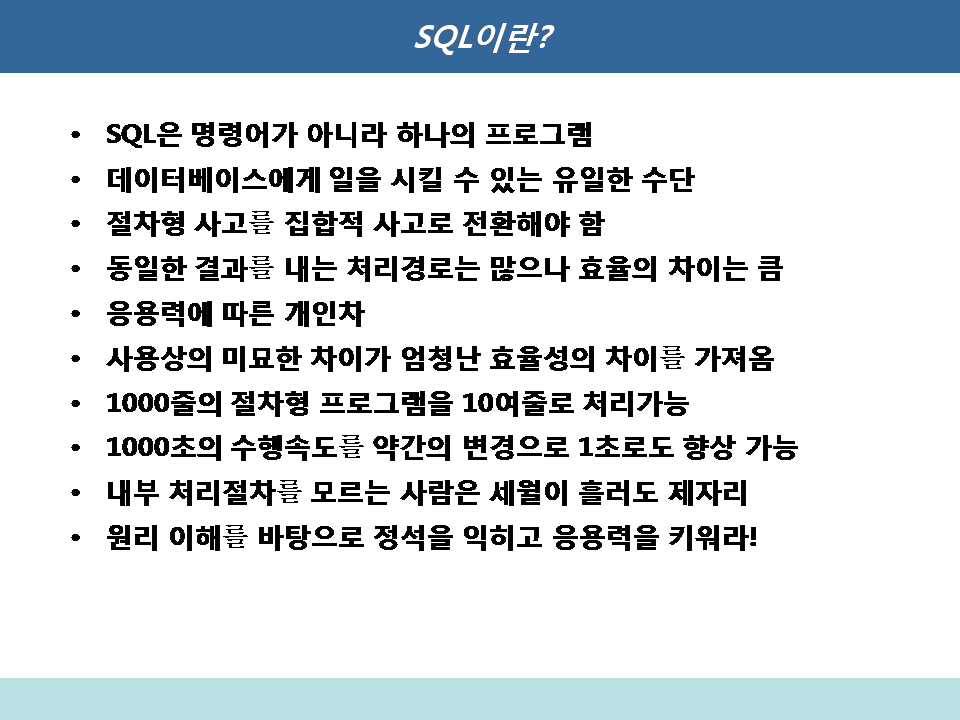 SQL이란?
• SQL은 명령어가 아니라 하나의 프로그램
• 데이터베이스에게 일을 시킬 수 있는 유일한 수단
• 절차형 사고를 집합적 사고로 전환해야 함
• 동일한 결과를 내는 처리경로는 많으나 효율의 차이는 큼
• 응용력에 따른 개인차
• 사용상의 미묘한 차이가 엄청난 효율성의 차이를 가져옴
• 1000줄의 절차형 프로그램을 10여줄로 처리가능
• 1000초의 수행속도를 약간의 변경으로 1초로도 향상 가능
• 내부 처리절차를 모르는 사람은 세월이 흘러도 제자리
• 원리 이해를 바탕으로 정석을 익히고 응용력을 키워라!